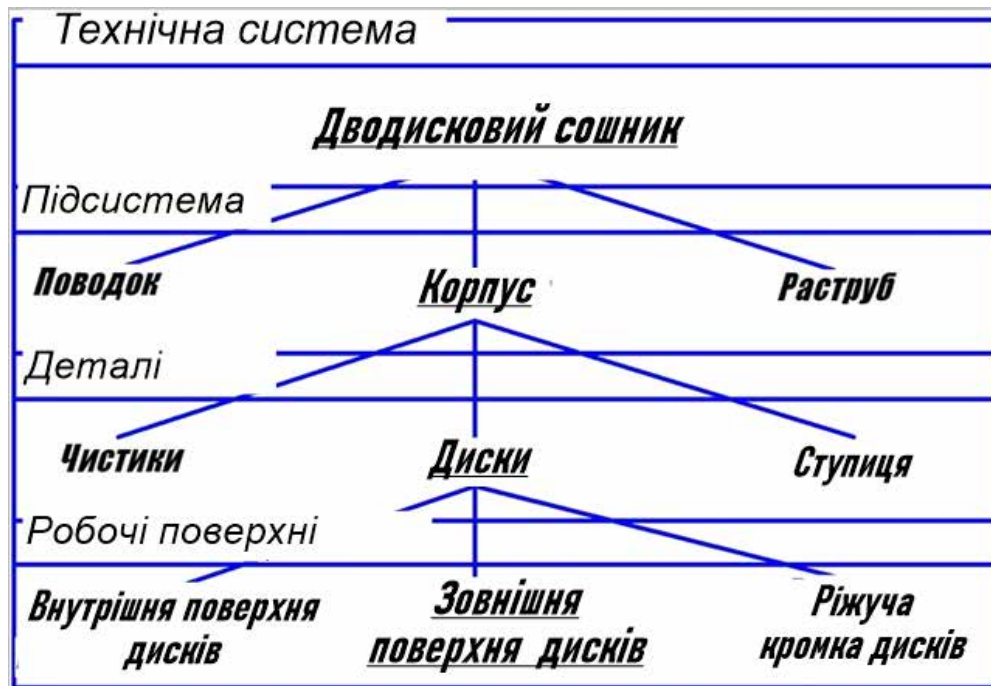 Технічна система
Дводисковий сошник
Підсистема
Поводок Корпус Раструб
Деталі
Чистики Диски Ступиця
Робочі поверхні
Внутрішня поверхня Зовнішня Ріжуча
дисків поверхня дисків кромка дисків